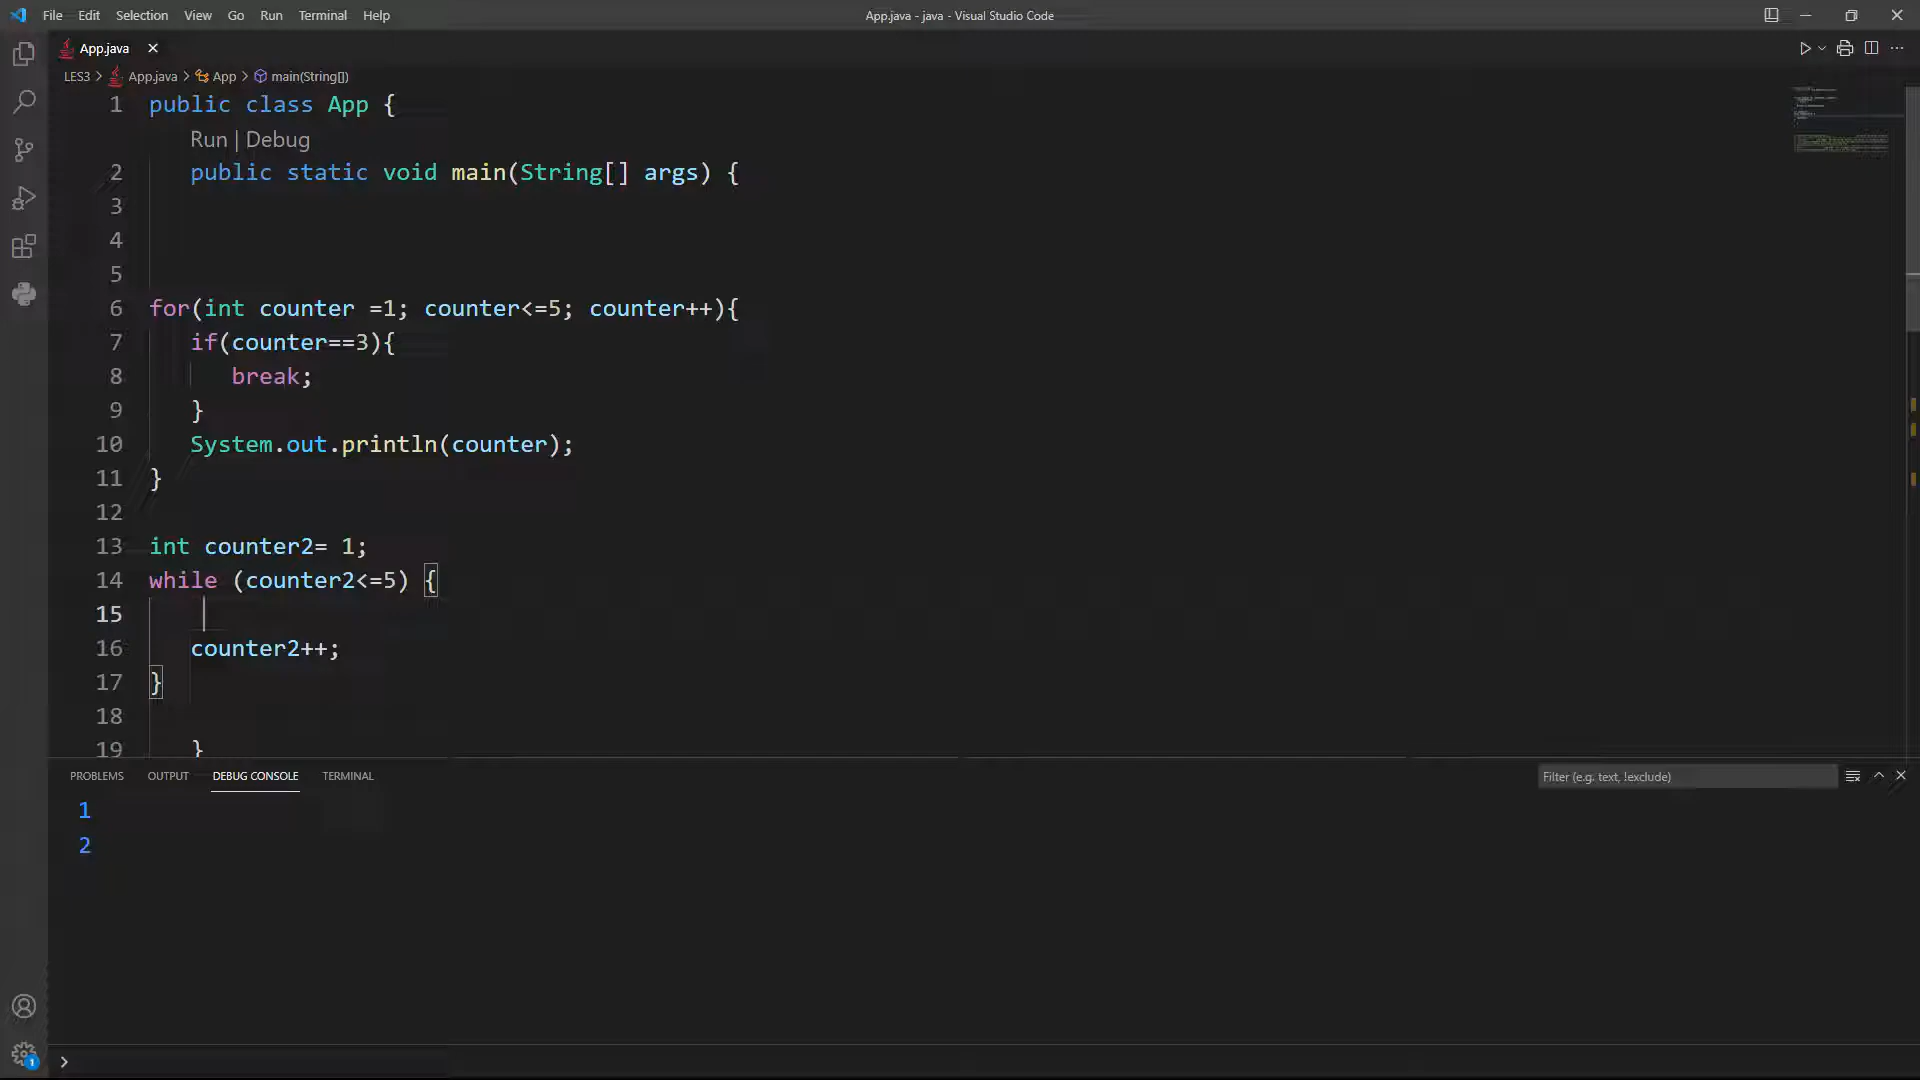 File Edit Selection View Go Run Terminal Help
App.java - java - Visual Studio Code
App.java
LES3 > App.java > App > main(String[])
1 public class App {
Run | Debug
2 public static void main(String[] args) {
3
4
5
6 for(int counter =1; counter<=5; counter++){
7 if(counter==3){
8 break;
9 }
10 System.out.println(counter);
11 }
12
13 int counter2= 1;
14 while (counter2<=5) {
15
16 counter2++;
17 }
18
19 }
PROBLEMS OUTPUT DEBUG CONSOLE TERMINAL
Filter (e.g. text, !exclude)
1
2
1
>